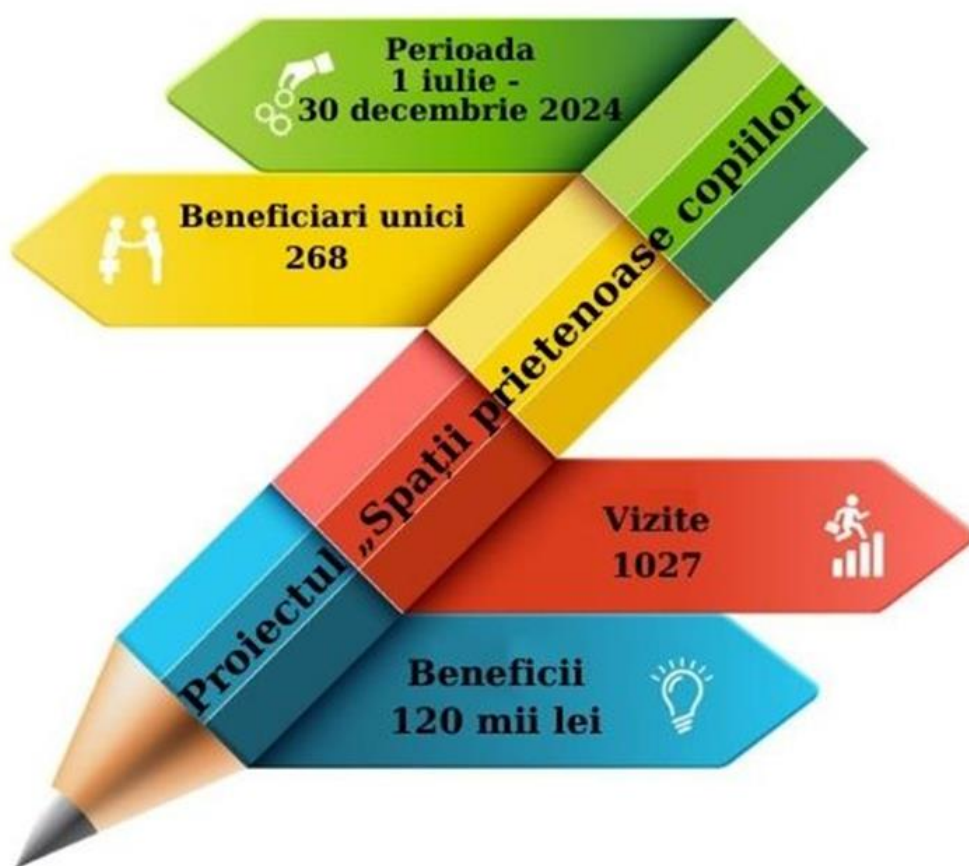 Perioada
1 iulie -
30 decembrie 2024
Beneficiari unici
268
Proiectul „Spații prietenoase copiilor
Vizite
1027
Beneficii
120 mii lei